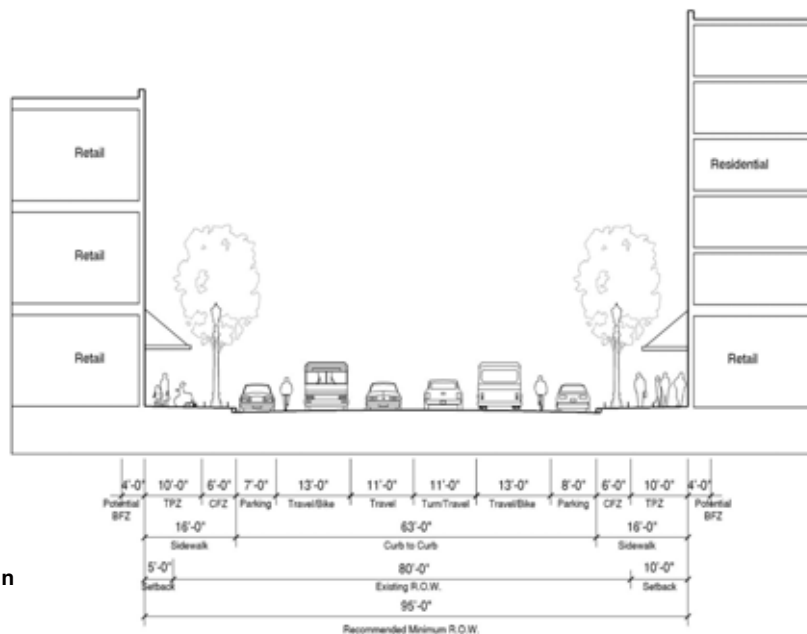 Retail
Residential
Retail
Retail
Retail
4'-0" 10'-0" 6'-0" 7'-0" 13'-0" 11'-0" 11'-0" 13'-0" 8'-0" 6'-0" 10'-0" 4'-0"
Potential BFZ TPZ CFZ Parking Travel/Bike Travel Turn/Travel Travel/Bike Parking CFZ TPZ Potential BFZ
16'-0" 63'-0" 16'-0"
Sidewalk Curb to Curb Sidewalk
5'-0" 80'-0" 10'-0"
Setback Existing R.O.W. Setback
n
95'-0"
Recommended Minimum R.O.W.